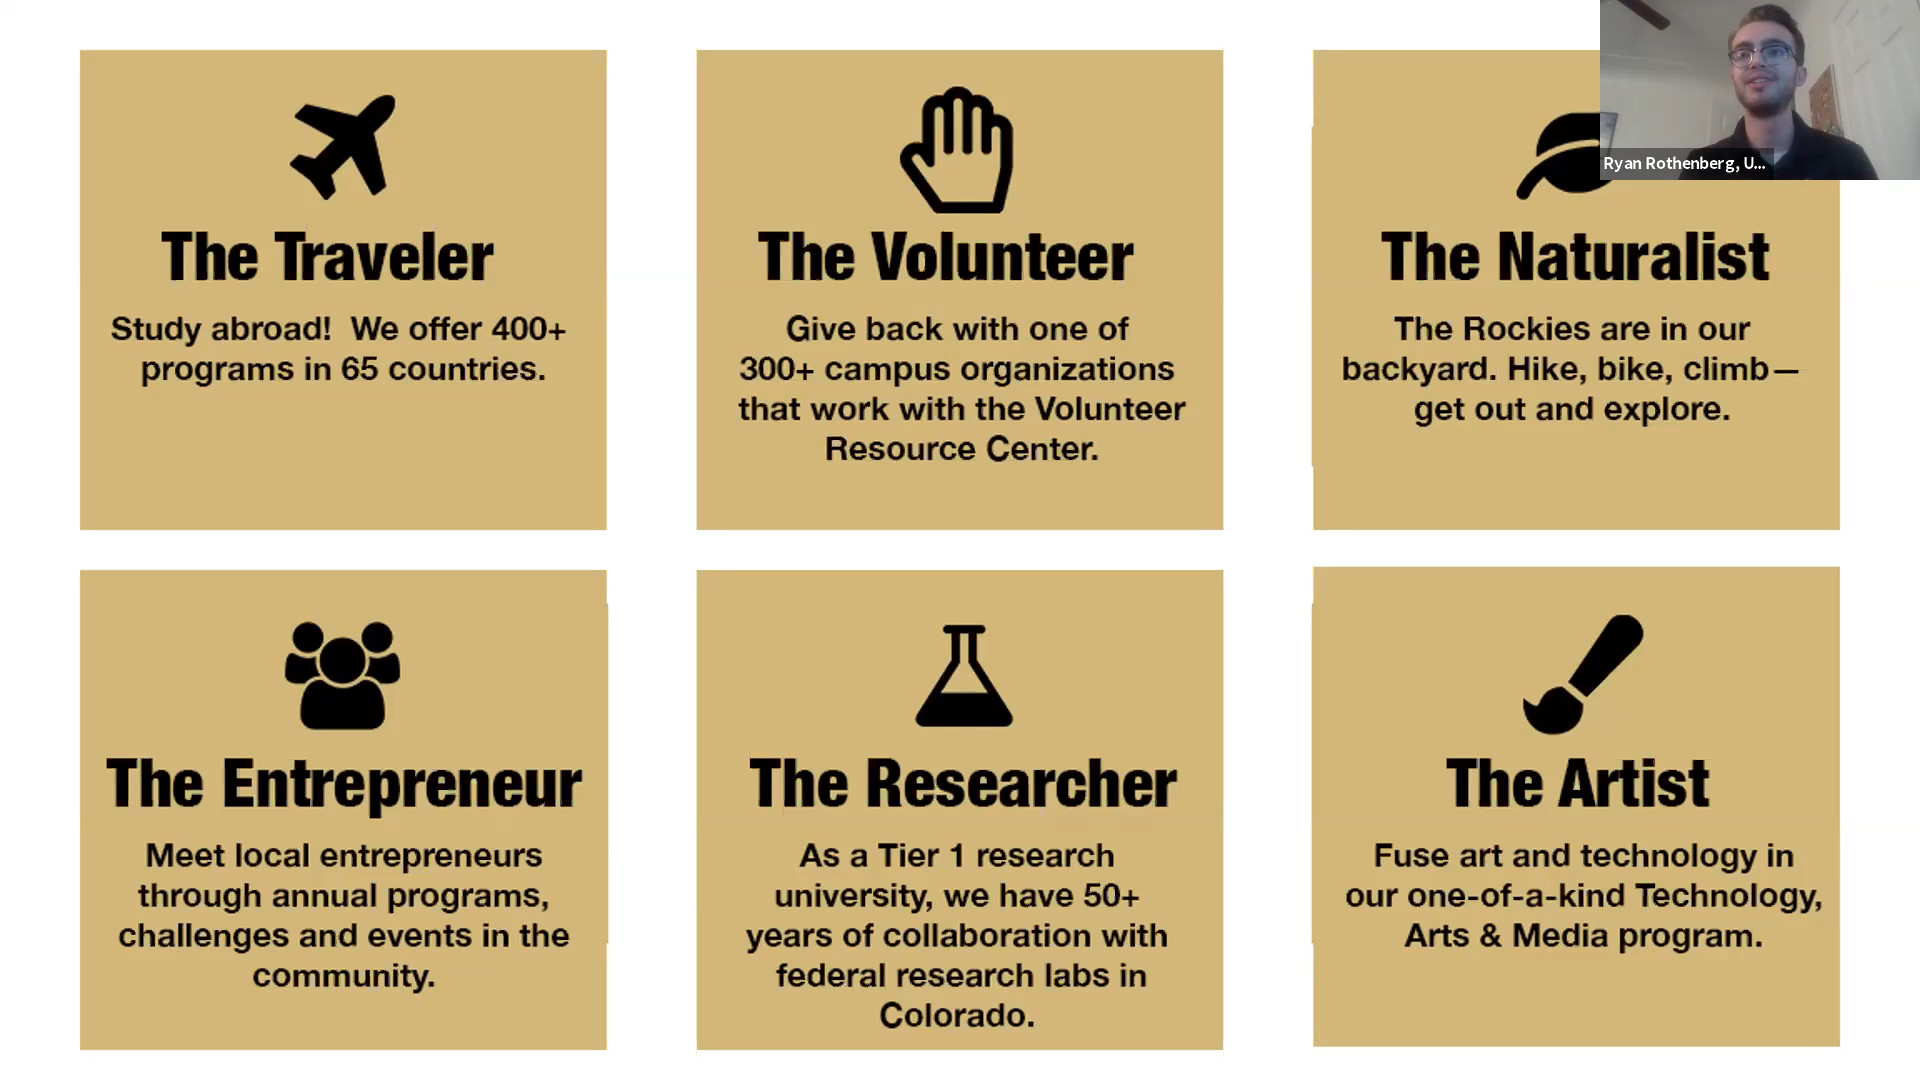 Ryan Rothenberg, U...
The Traveler
Study abroad! We offer 400+
programs in 65 countries.
The Volunteer
Give back with one of
300+ campus organizations
that work with the Volunteer
Resource Center.
The Naturalist
The Rockies are in our
backyard. Hike, bike, climb—
get out and explore.
The Entrepreneur
Meet local entrepreneurs
through annual programs,
challenges and events in the
community.
The Researcher
As a Tier 1 research
university, we have 50+
years of collaboration with
federal research labs in
Colorado.
The Artist
Fuse art and technology in
our one-of-a-kind Technology,
Arts & Media program.